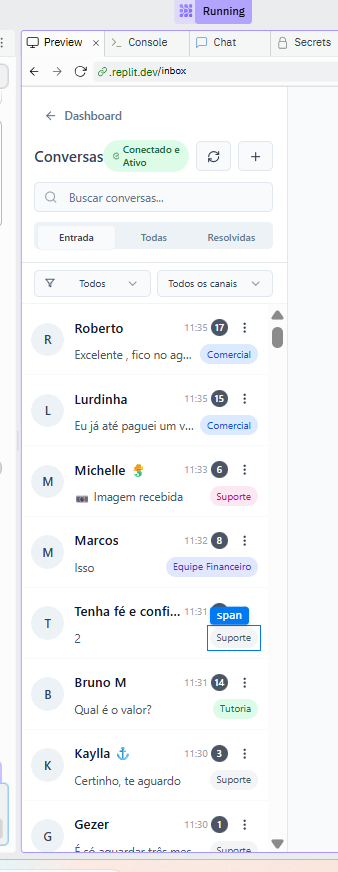 Running
Preview × Console Chat Secrets
.replit.dev/inbox
Dashboard
Conversas
Conectado e
Ativo
Buscar conversas...
Entrada Todas Resolvidas
Todos Todos os canais
R Roberto 11:35 17
Excelente , fico no ag... Comercial
L Lurdinha 11:35 15
Eu já até paguei um v... Comercial
M Michelle 11:33 6
Imagem recebida Suporte
M Marcos 11:32 8
Isso Equipe Financeiro
T Tenha fé e confi... 11:31
span
2 Suporte
B Bruno M 11:31 14
Qual é o valor? Tutoria
K Kaylla 11:30 3
Certinho, te aguardo Suporte
G Gezer 11:30 1
É só aguardar três mes... Suporte